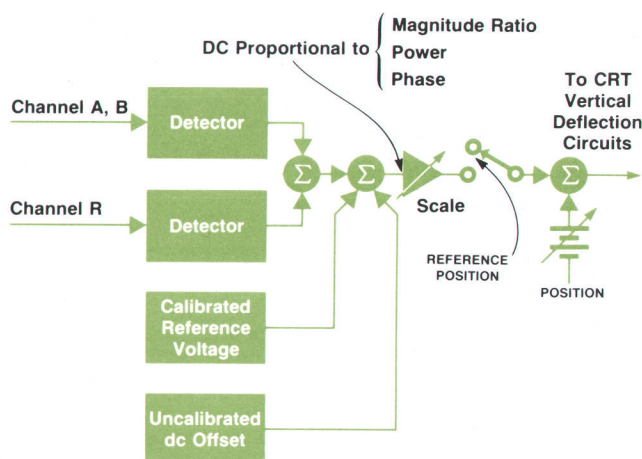 DC Proportional to
Magnitude Ratio
Power
Phase
To CRT
Vertical
Deflection
Circuits
Channel A, B
Detector
Σ
Σ
Σ
Scale
Channel R
Detector
REFERENCE
POSITION
POSITION
Calibrated
Reference
Voltage
Uncalibrated
dc Offset